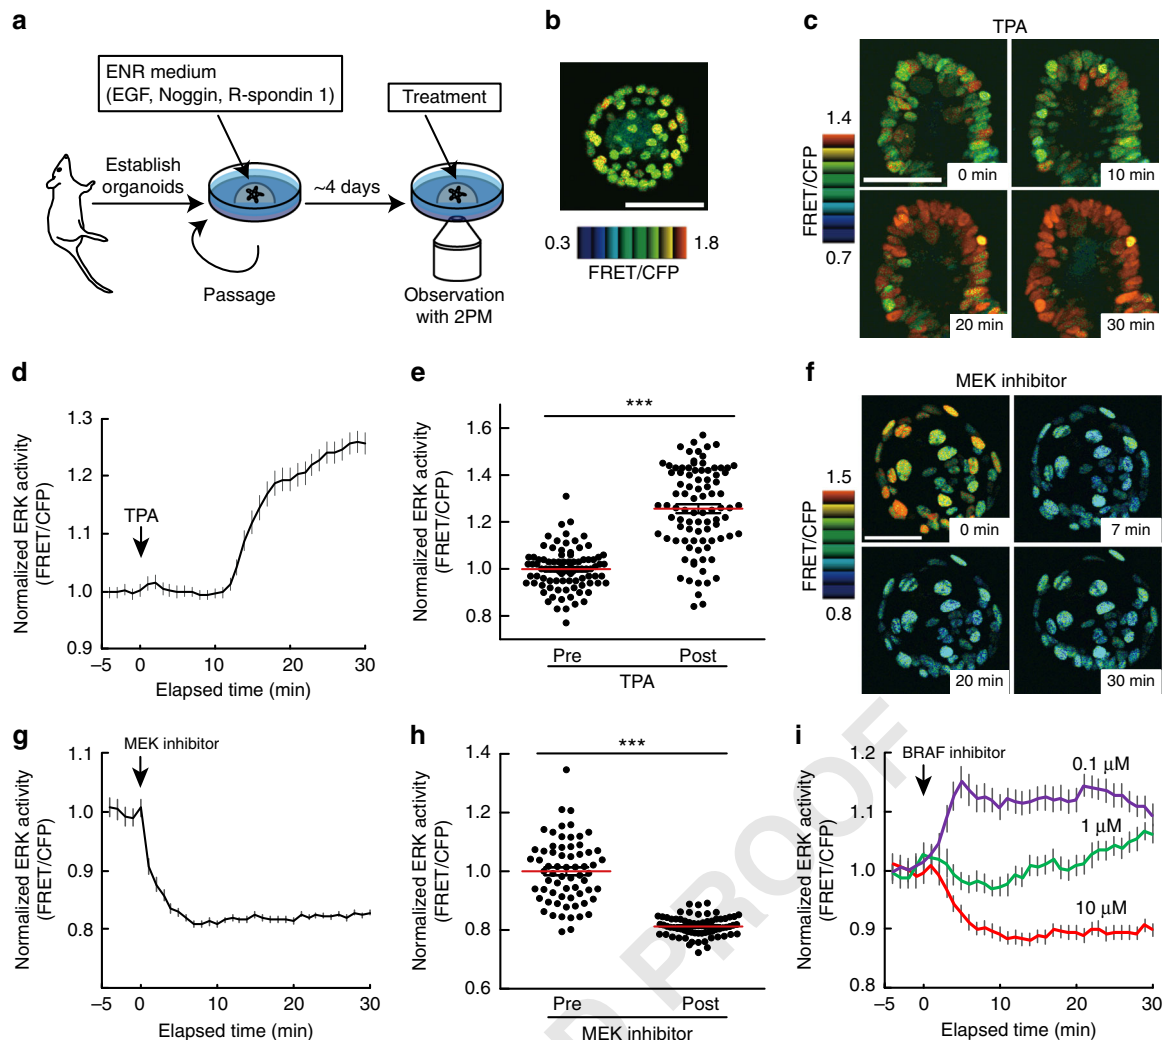 a
ENR medium
(EGF, Noggin, R-spondin 1)
Treatment
Establish
organoids
~4 days
Passage
Observation
with 2PM
b
0.3
1.8
FRET/CFP
c
TPA
1.4
FRET/CFP
0.7
0 min
10 min
20 min
30 min
d
Normalized ERK activity
(FRET/CFP)
1.3
1.2
1.1
1.0
0.9
TPA
–5 0 10 20 30
Elapsed time (min)
e
Normalized ERK activity
(FRET/CFP)
1.6
1.4
1.2
1.0
0.8
***
Pre Post
TPA
f
MEK inhibitor
1.5
FRET/CFP
0.8
0 min
7 min
20 min
30 min
g
Normalized ERK activity
(FRET/CFP)
1.1
1.0
0.9
0.8
MEK inhibitor
–5 0 10 20 30
Elapsed time (min)
h
Normalized ERK activity
(FRET/CFP)
1.4
1.2
1.0
0.8
0.6
***
Pre Post
MEK inhibitor
i
Normalized ERK activity
(FRET/CFP)
1.2
1.1
1.0
0.9
0.8
BRAF inhibitor
0.1 µM
1 µM
10 µM
–5 0 10 20 30
Elapsed time (min)
D PROOF